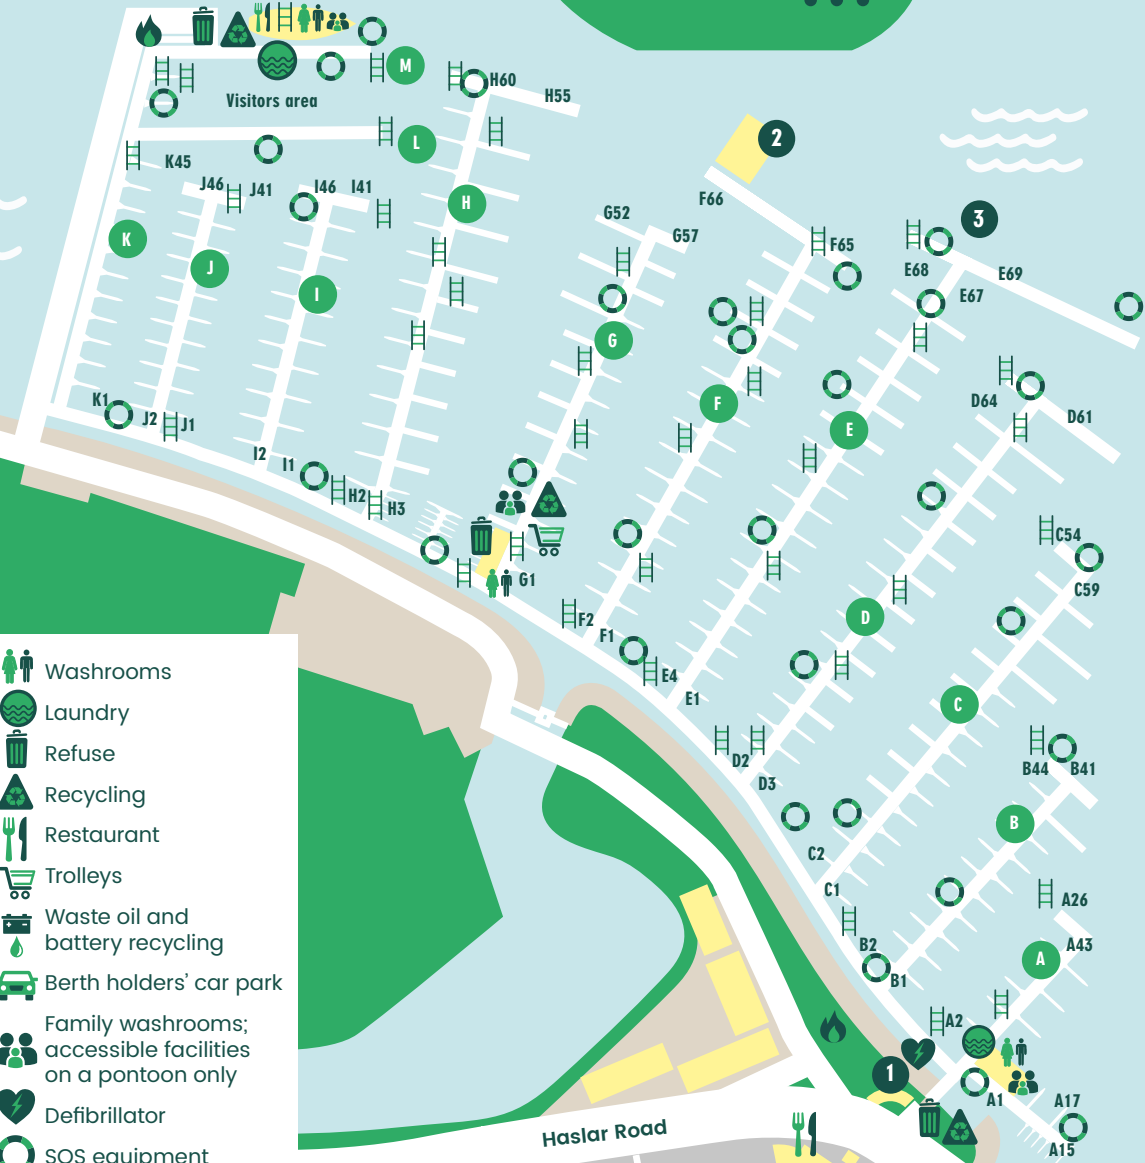 M
H60
H55
Visitors area
2
L
K45
J46
J41
I46
I41
F66
H
G52
3
K
G57
F65
J
E68
E69
I
E67
G
K1
D64
F
J2
J1
E
D61
I2
I1
H2
H3
C54
G1
C59
F2
D
F1
E4
E1
C
D2
B44
B41
D3
B
C2
C1
A26
B2
A43
A
B1
A2
1
A1
A17
A15
Haslar Road
Washrooms
Laundry
Refuse
Recycling
Restaurant
Trolleys
Waste oil and
battery recycling
Berth holders’ car park
Family washrooms;
accessible facilities
on a pontoon only
Defibrillator
SOS equipment